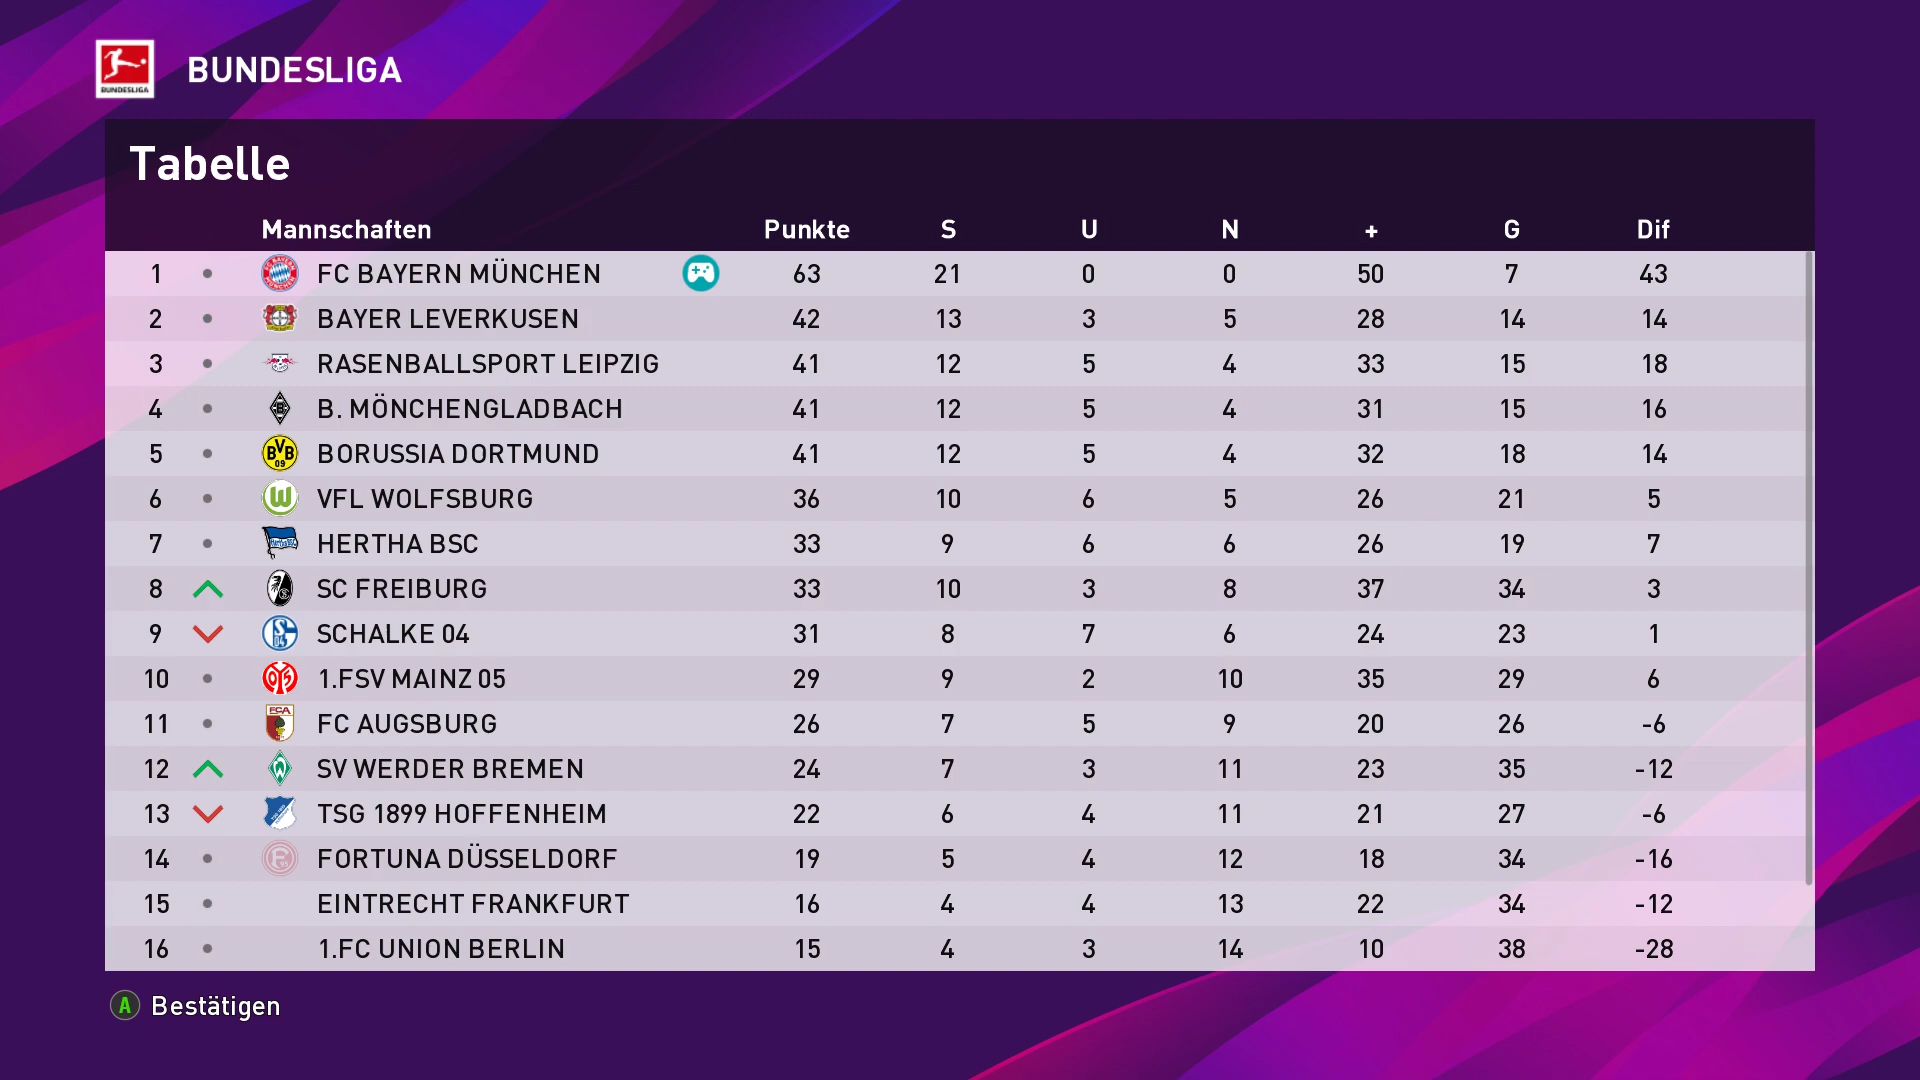 BUNDESLIGA
BUNDESLIGA
Tabelle
Mannschaften Punkte S U N + G Dif
1 FC BAYERN MÜNCHEN 63 21 0 0 50 7 43
2 BAYER LEVERKUSEN 42 13 3 5 28 14 14
3 RASENBALLSPORT LEIPZIG 41 12 5 4 33 15 18
4 B. MÖNCHENGLADBACH 41 12 5 4 31 15 16
5 BVB 09 BORUSSIA DORTMUND 41 12 5 4 32 18 14
6 W VFL WOLFSBURG 36 10 6 5 26 21 5
7 HERTHA BSC 33 9 6 6 26 19 7
8 SC FREIBURG 33 10 3 8 37 34 3
9 S 04 SCHALKE 04 31 8 7 6 24 23 1
10 1.FSV MAINZ 05 29 9 2 10 35 29 6
11 FCA FC AUGSBURG 26 7 5 9 20 26 -6
12 W SV WERDER BREMEN 24 7 3 11 23 35 -12
13 TSG 1899 HOFFENHEIM 22 6 4 11 21 27 -6
14 F95 FORTUNA DÜSSELDORF 19 5 4 12 18 34 -16
15 EINTRECHT FRANKFURT 16 4 4 13 22 34 -12
16 1.FC UNION BERLIN 15 4 3 14 10 38 -28
A Bestätigen